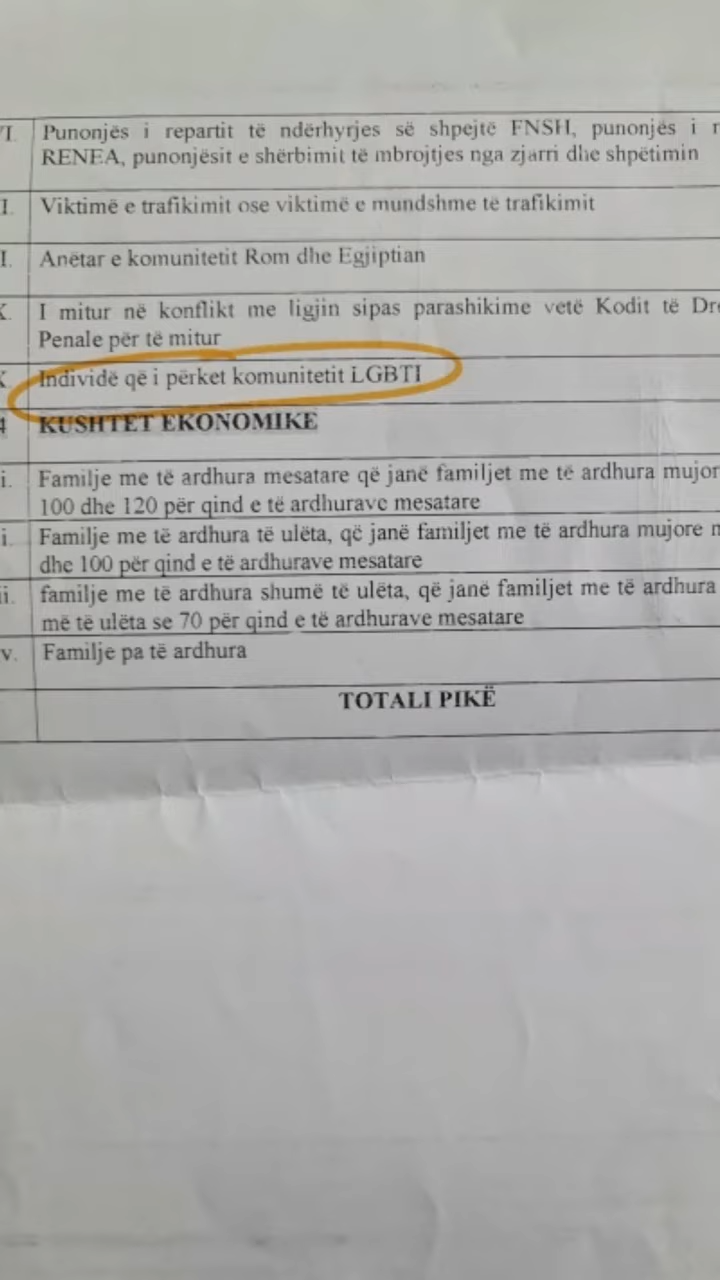 VI. Punonjës i repartit të ndërhyrjes së shpejtë FNSH, punonjës i
RENEA, punonjësit e shërbimit të mbrojtjes nga zjarri dhe shpëtimin
I. Viktimë e trafikimit ose viktimë e mundshme të trafikimit
I. Anëtar e komunitetit Rom dhe Egjiptian
X. I mitur në konflikt me ligjin sipas parashikime vetë Kodit të
Penale për të mitur
X Individë që i përket komunitetit LGBTI
4 KUSHTET EKONOMIKE
i. Familje me të ardhura mesatare që janë familjet me të ardhura mujor
100 dhe 120 për qind e të ardhurave mesatare
i. Familje me të ardhura të ulëta, që janë familjet me të ardhura mujore
dhe 100 për qind e të ardhurave mesatare
ii. familje me të ardhura shumë të ulëta, që janë familjet me të ardhura
më të ulëta se 70 për qind e të ardhurave mesatare
v. Familje pa të ardhura
TOTALI PIKË